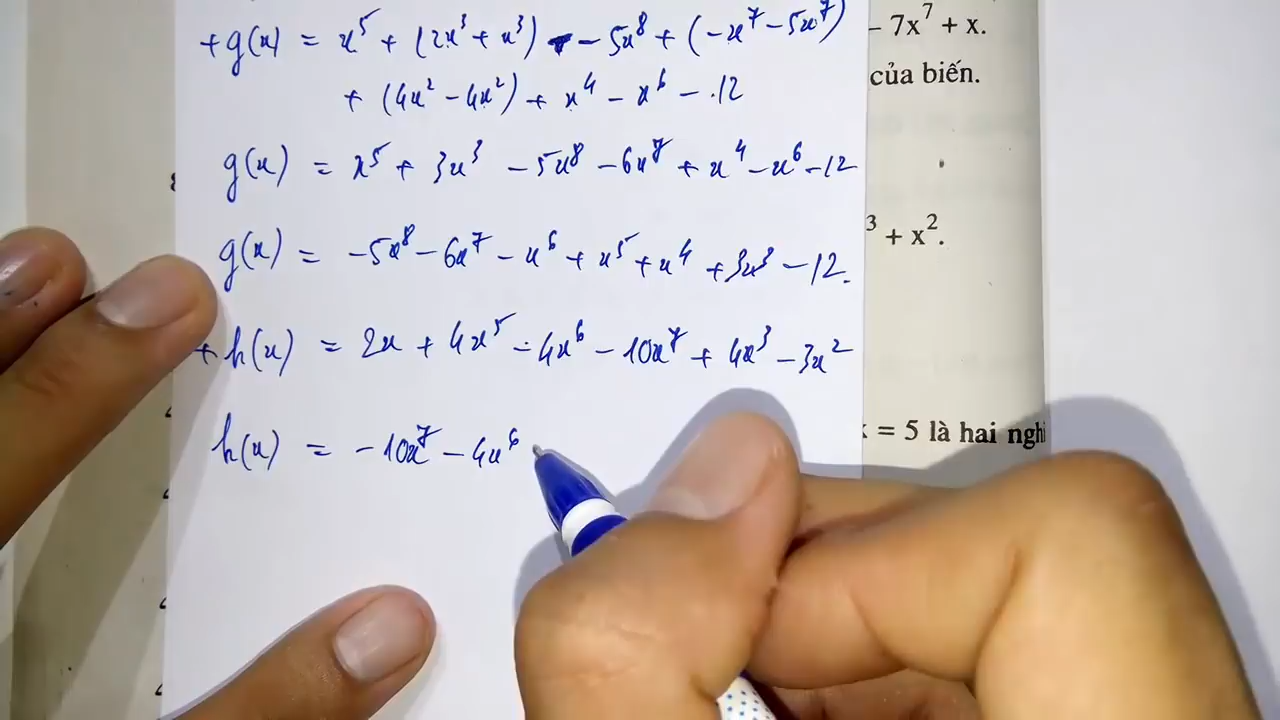 + g(x) = x⁵ + (2x³ + x³) - 5x⁸ + (-x⁷ - 5x⁷)
+ (4x² - 4x²) + x⁴ - x⁶ - 12
g(x) = x⁵ + 3x³ - 5x⁸ - 6x⁷ + x⁴ - x⁶ - 12
g(x) = -5x⁸ - 6x⁷ - x⁶ + x⁵ + x⁴ + 3x³ - 12.
+ h(x) = 2x + 4x⁵ - 4x⁶ - 10x⁷ + 4x³ - 3x²
h(x) = -10x⁷ - 4x⁶
- 7x⁷ + x.
của biến.
³ + x².
= 5 là hai